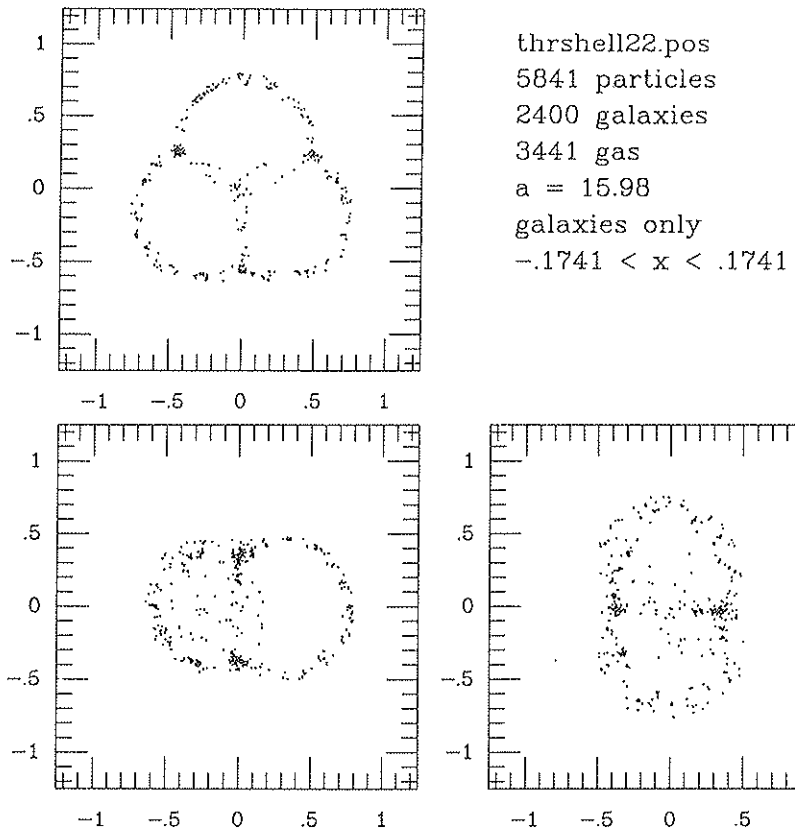 thrshell22.pos
5841 particles
2400 galaxies
3441 gas
a = 15.98
galaxies only
−.1741 < x < .1741
1
.5
0
−.5
−1
−1 −.5 0 .5 1
1
.5
0
−.5
−1
−1 −.5 0 .5 1
1
.5
0
−.5
−1
−1 −.5 0 .5